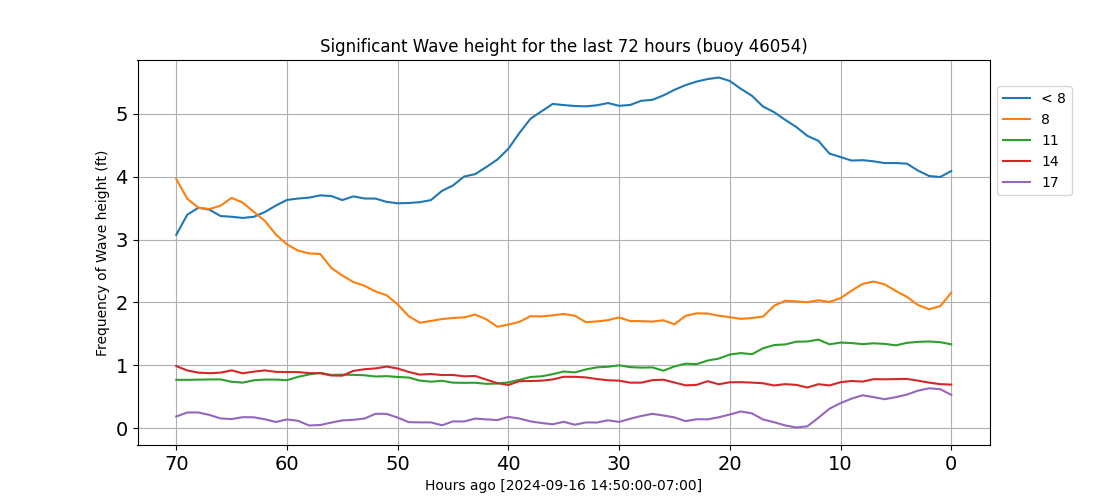 Significant Wave height for the last 72 hours (buoy 46054)
Frequency of Wave height (ft)
5
4
3
2
1
0
70 60 50 40 30 20 10 0
Hours ago [2024-09-16 14:50:00-07:00]
< 8
8
11
14
17